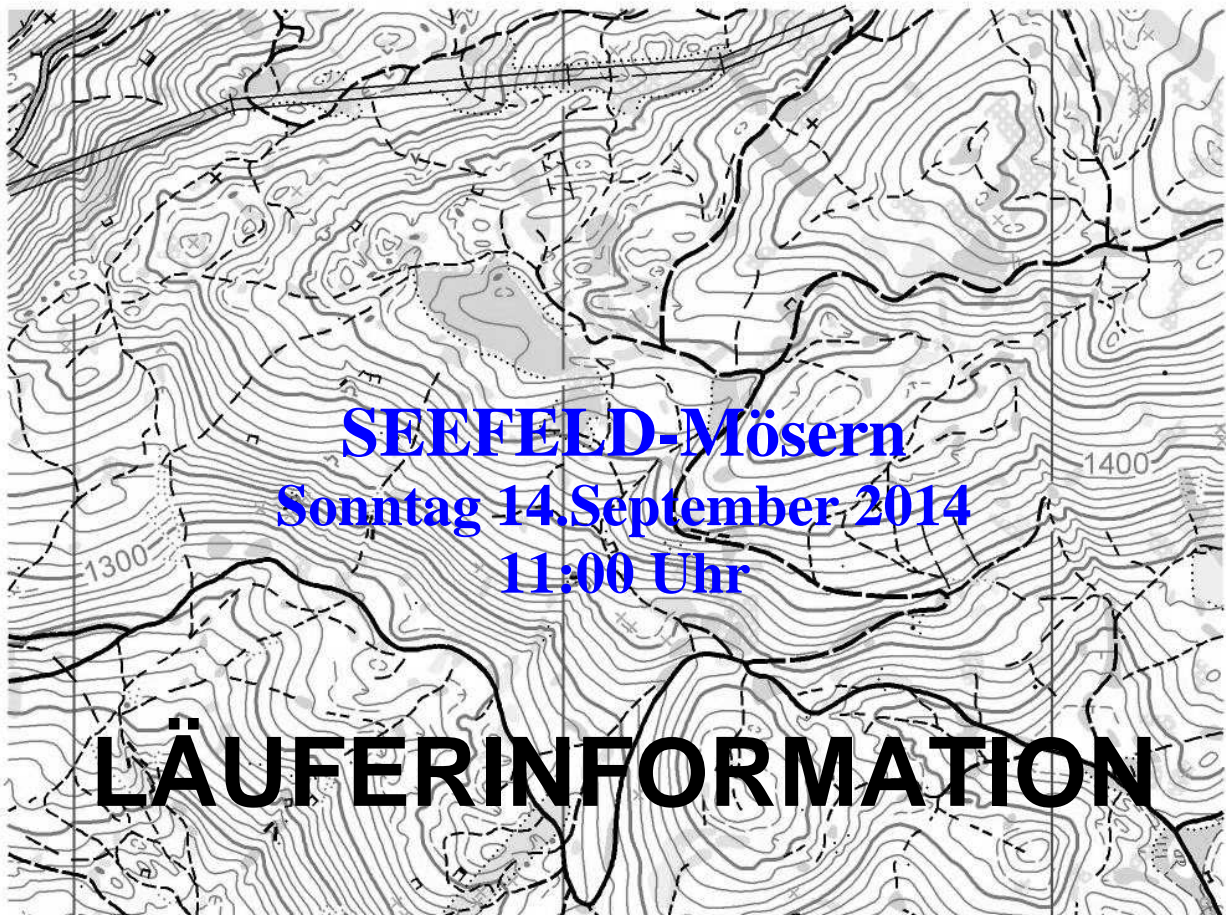 SEEFELD-Mösern
1400
Sonntag 14.September 2014
1300
11:00 Uhr
LÄUFERINFORMATION